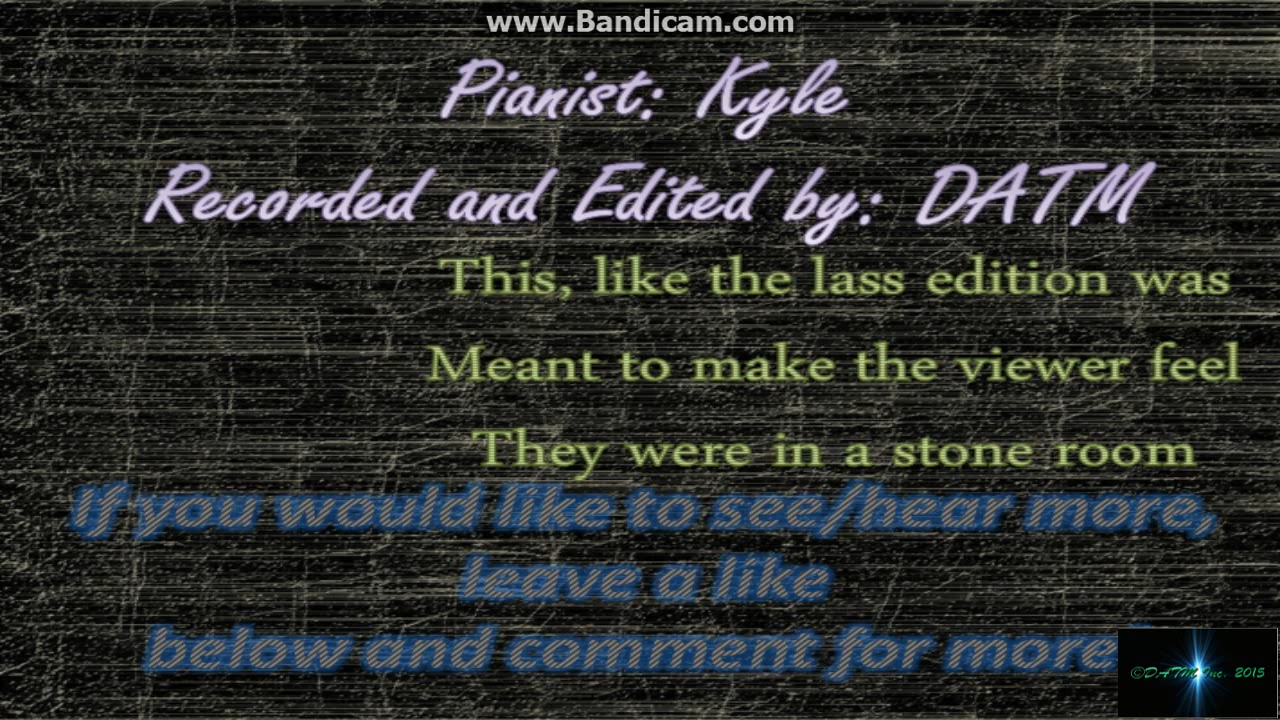 www.Bandicam.com
Pianist: Kyle
Recorded and Edited by: DATM
This, like the lass edition was
Meant to make the viewer feel
They were in a stone room
If you would like to see/hear more,
leave a like
below and comment for more
©DATM Inc. 2013